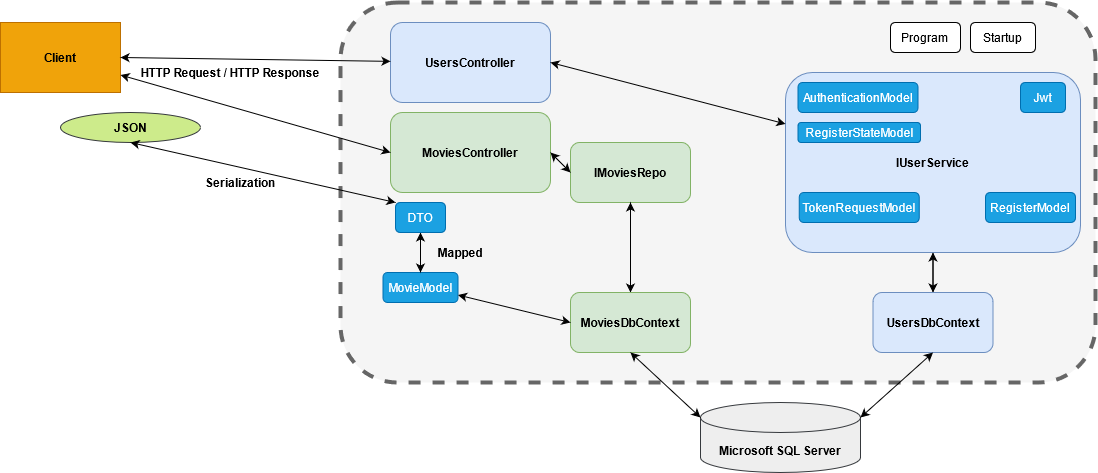 Program
Startup
Client
UsersController
HTTP Request / HTTP Response
AuthenticationModel
Jwt
JSON
RegisterStateModel
MoviesController
IMoviesRepo
IUserService
Serialization
DTO
TokenRequestModel
RegisterModel
Mapped
MovieModel
MoviesDbContext
UsersDbContext
Microsoft SQL Server